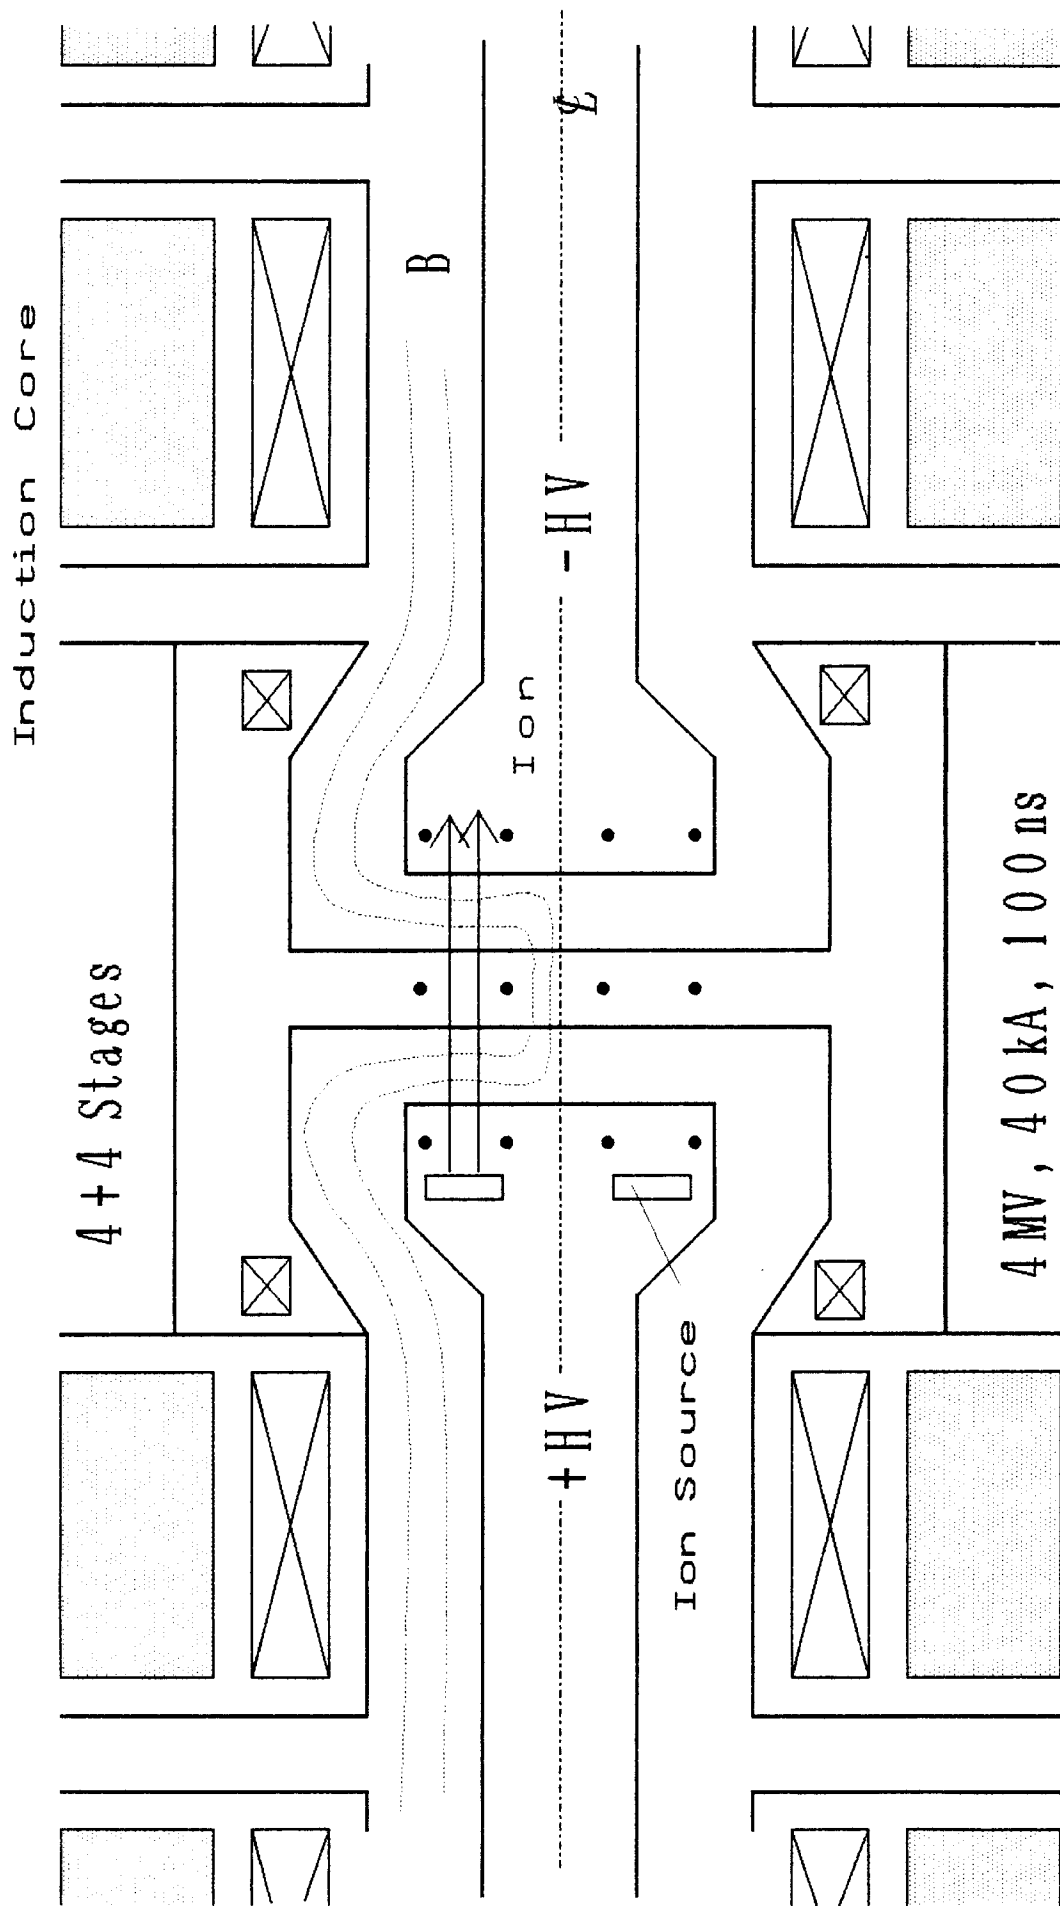 Induction Core
4+4 Stages
B
Ion
℄
-HV
+HV
Ion Source
4MV, 40kA, 100ns